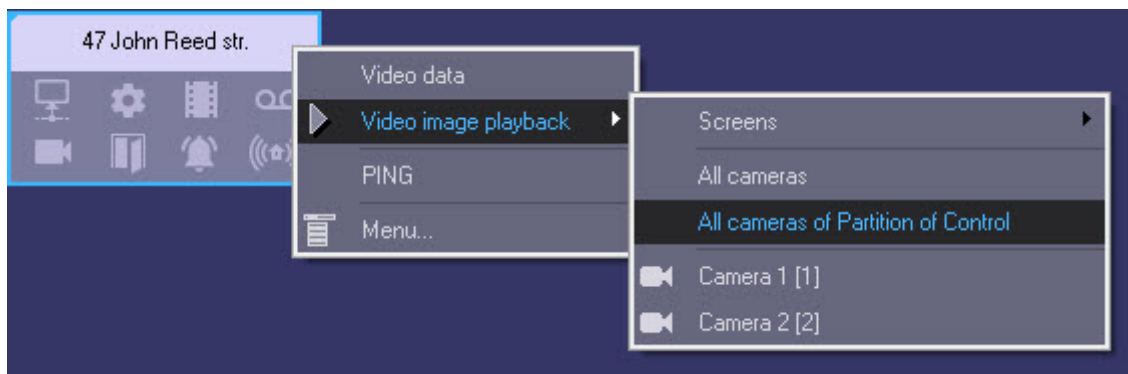 47 John Reed str.
Video data
Video image playback
PING
Menu...
Screens
All cameras
All cameras of Partition of Control
Camera 1 [1]
Camera 2 [2]